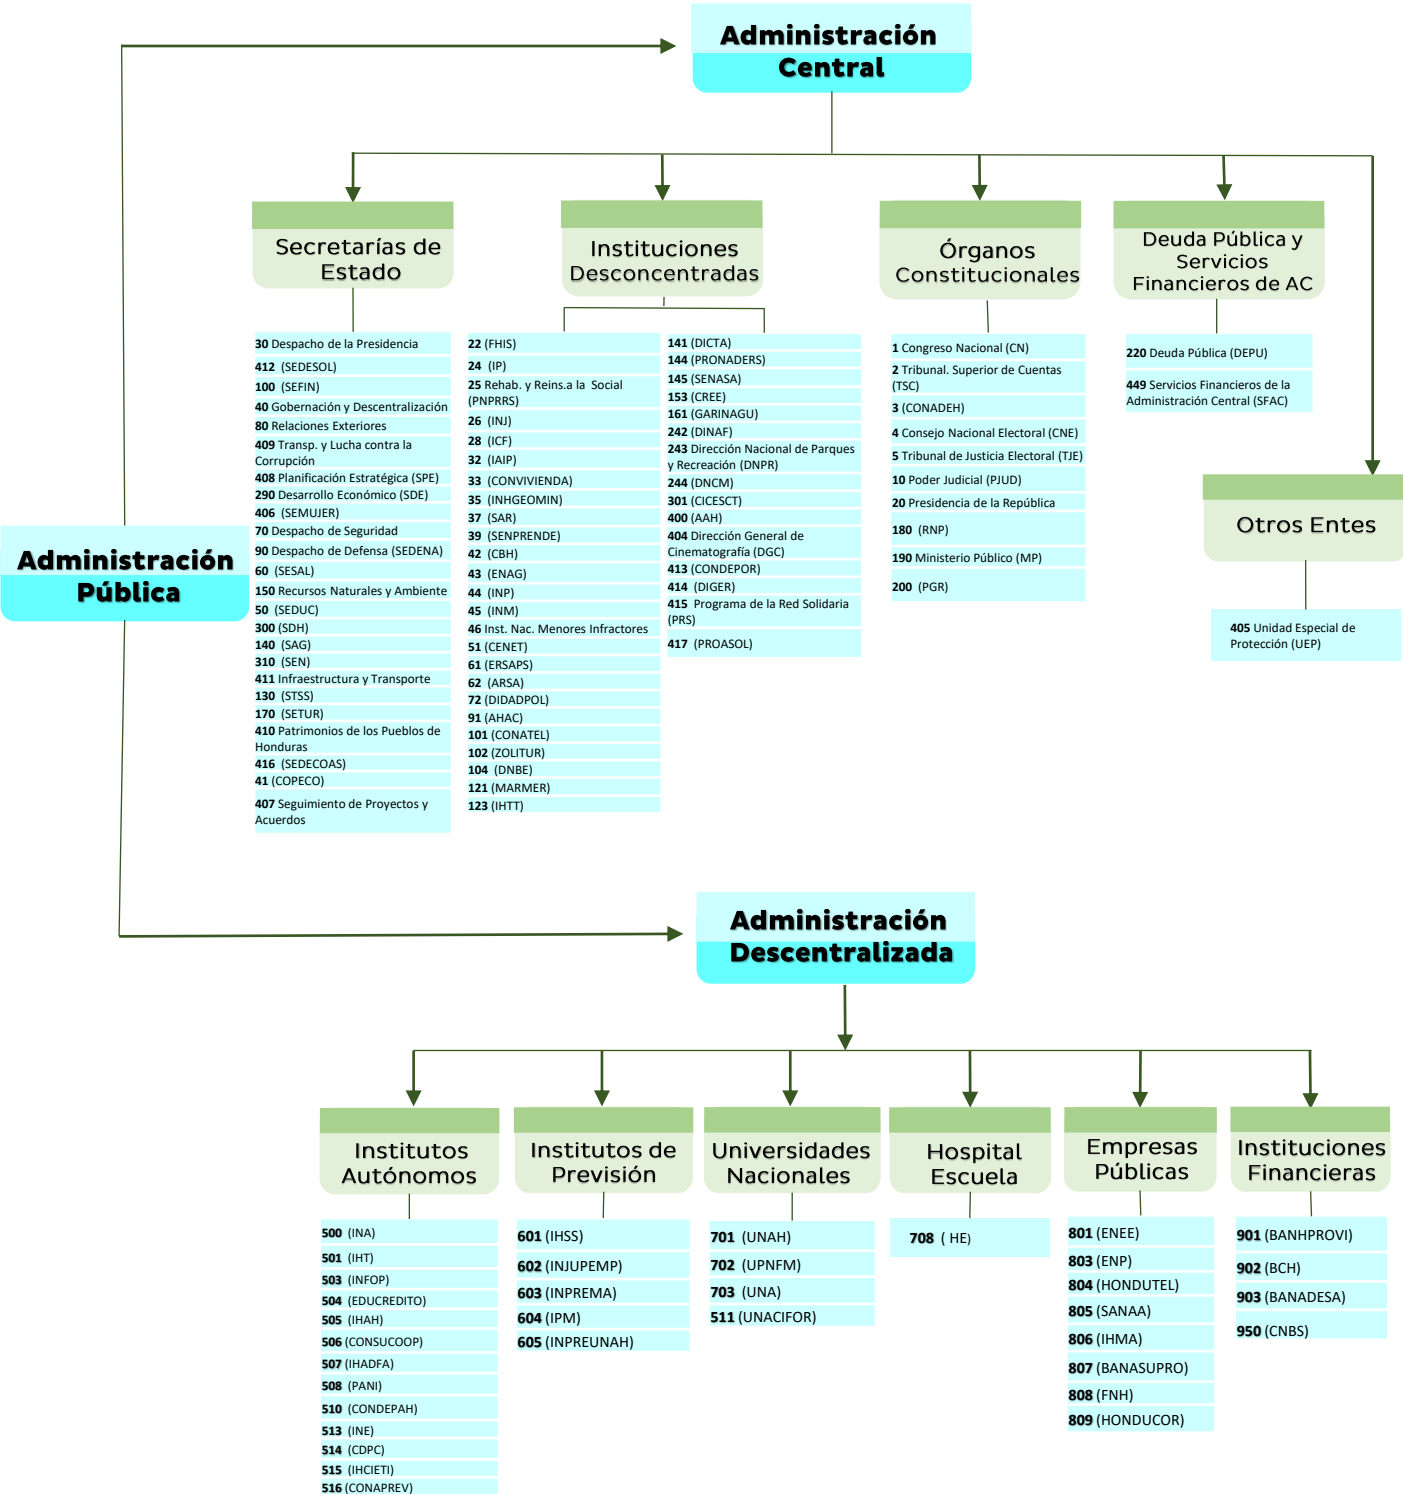 Administración
Central
Secretarías de
Estado
30 Despacho de la Presidencia
412 (SEDESOL)
100 (SEFIN)
40 Gobernación y Descentralización
80 Relaciones Exteriores
409 Transp. y Lucha contra la
Corrupción
408 Planificación Estratégica (SPE)
290 Desarrollo Económico (SDE)
406 (SEMUJER)
70 Despacho de Seguridad
90 Despacho de Defensa (SEDENA)
60 (SESAL)
150 Recursos Naturales y Ambiente
50 (SEDUC)
300 (SDH)
140 (SAG)
310 (SEN)
411 Infraestructura y Transporte
130 (STSS)
170 (SETUR)
410 Patrimonios de los Pueblos de
Honduras
416 (SEDECOAS)
41 (COPECO)
407 Seguimiento de Proyectos y
Acuerdos
Instituciones
Desconcentradas
22 (FHIS)
24 (IP)
25 Rehab. y Reins.a la Social
(PNPRRS)
26 (INJ)
28 (ICF)
32 (IAIP)
33 (CONVIVIENDA)
35 (INHGEOMIN)
37 (SAR)
39 (SENPRENDE)
42 (CBH)
43 (ENAG)
44 (INP)
45 (INM)
46 Inst. Nac. Menores Infractores
51 (CENET)
61 (ERSAPS)
62 (ARSA)
72 (DIDADPOL)
91 (AHAC)
101 (CONATEL)
102 (ZOLITUR)
104 (DNBE)
121 (MARMER)
123 (IHTT)
141 (DICTA)
144 (PRONADERS)
145 (SENASA)
153 (CREE)
161 (GARINAGU)
242 (DINAF)
243 Dirección Nacional de Parques
y Recreación (DNPR)
244 (DNCM)
301 (CICESCT)
400 (AAH)
404 Dirección General de
Cinematografía (DGC)
413 (CONDEPOR)
414 (DIGER)
415 Programa de la Red Solidaria
(PRS)
417 (PROASOL)
Órganos
Constitucionales
1 Congreso Nacional (CN)
2 Tribunal. Superior de Cuentas
(TSC)
3 (CONADEH)
4 Consejo Nacional Electoral (CNE)
5 Tribunal de Justicia Electoral (TJE)
10 Poder Judicial (PJUD)
20 Presidencia de la República
180 (RNP)
190 Ministerio Público (MP)
200 (PGR)
Deuda Pública y
Servicios
Financieros de AC
220 Deuda Pública (DEPU)
449 Servicios Financieros de la
Administración Central (SFAC)
Otros Entes
405 Unidad Especial de
Protección (UEP)
Administración
Pública
Administración
Descentralizada
Institutos
Autónomos
500 (INA)
501 (IHT)
503 (INFOP)
504 (EDUCREDITO)
505 (IHAH)
506 (CONSUCOOP)
507 (IHADFA)
508 (PANI)
510 (CONDEPAH)
513 (INE)
514 (CDPC)
515 (IHCIETI)
516 (CONAPREV)
Institutos de
Previsión
601 (IHSS)
602 (INJUPEMP)
603 (INPREMA)
604 (IPM)
605 (INPREUNAH)
Universidades
Nacionales
701 (UNAH)
702 (UPNFM)
703 (UNA)
511 (UNACIFOR)
Hospital
Escuela
708 ( HE)
Empresas
Públicas
801 (ENEE)
803 (ENP)
804 (HONDUTEL)
805 (SANAA)
806 (IHMA)
807 (BANASUPRO)
808 (FNH)
809 (HONDUCOR)
Instituciones
Financieras
901 (BANHPROVI)
902 (BCH)
903 (BANADESA)
950 (CNBS)